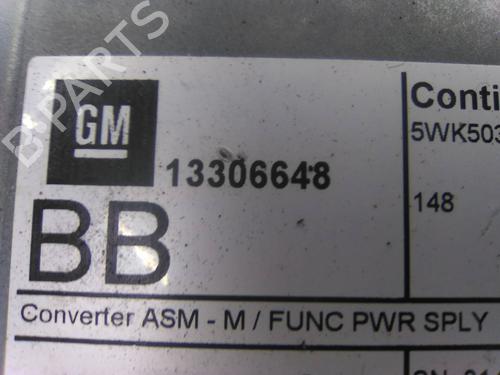 B-PARTS
GM
13306648
BB
Conti
5WK503
148
Converter ASM - M / FUNC PWR SPLY